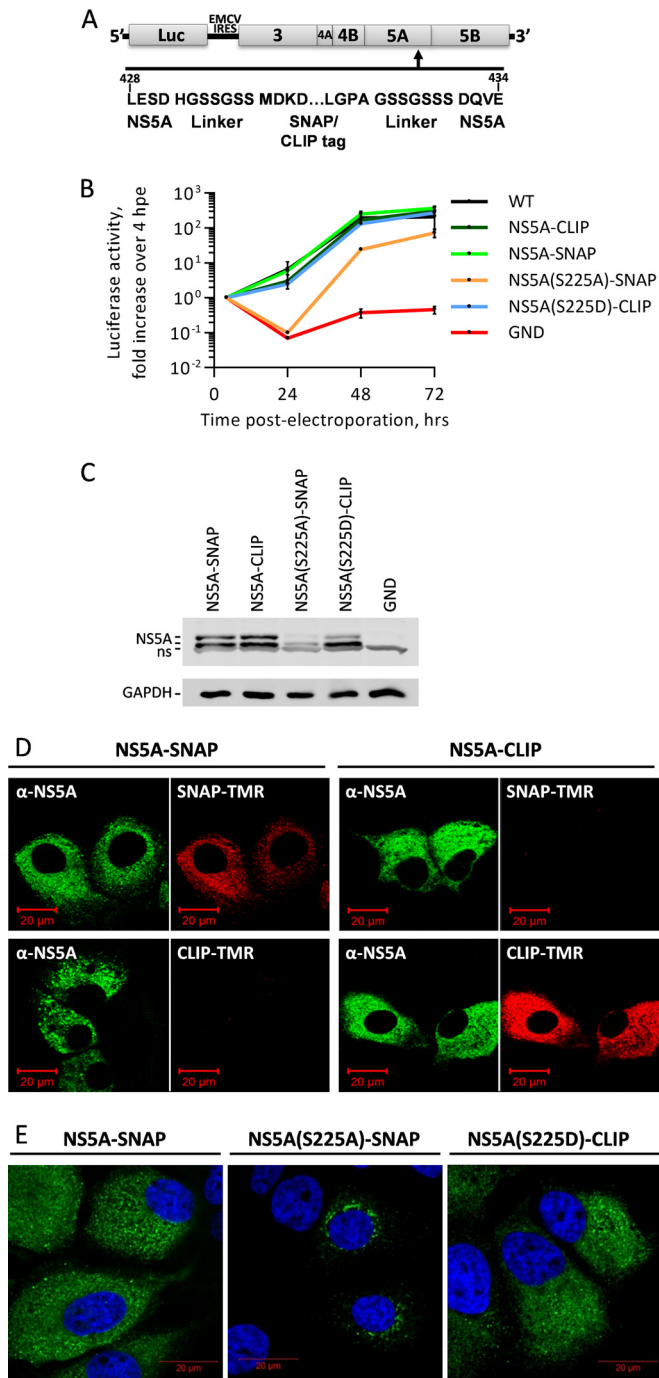 A
EMCV
IRES
5’ Luc 3 4A 4B 5A 5B 3’
428 434
LESD HGSSGSS MDKD...LGPA GSSGSSS DQVE
NS5A Linker SNAP/ Linker NS5A
CLIP tag
B
Luciferase activity,
fold increase over 4 hpe
10³
10²
10¹
10⁰
10⁻¹
10⁻²
0 24 48 72
Time post-electroporation, hrs
WT
NS5A-CLIP
NS5A-SNAP
NS5A(S225A)-SNAP
NS5A(S225D)-CLIP
GND
C
NS5A-SNAP
NS5A-CLIP
NS5A(S225A)-SNAP
NS5A(S225D)-CLIP
GND
NS5A
ns
GAPDH
D
NS5A-SNAP NS5A-CLIP
α-NS5A SNAP-TMR α-NS5A SNAP-TMR
20 µm 20 µm 20 µm 20 µm
α-NS5A CLIP-TMR α-NS5A CLIP-TMR
20 µm 20 µm 20 µm 20 µm
E
NS5A-SNAP NS5A(S225A)-SNAP NS5A(S225D)-CLIP
20 µm 20 µm 20 µm